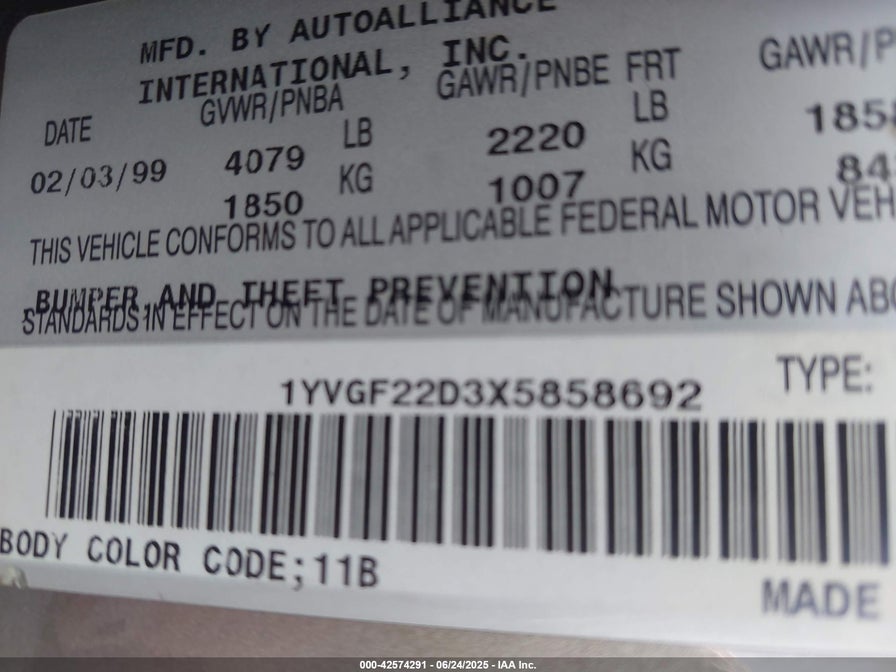 MFD. BY AUTOALLIANCE
INTERNATIONAL, INC.
DATE GVWR/PNBA GAWR/PNBE FRT GAWR/P
02/03/99 4079 LB 2220 LB 185
1850 KG 1007 KG 84
THIS VEHICLE CONFORMS TO ALL APPLICABLE FEDERAL MOTOR VEH
BUMPER AND THEFT PREVENTION
STANDARDS IN EFFECT ON THE DATE OF MANUFACTURE SHOWN ABO
1YVGF22D3X5858692 TYPE:
BODY COLOR CODE;11B
MADE
000-42574291 - 06/24/2025 - IAA Inc.